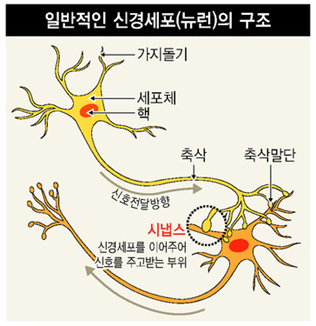 일반적인 신경세포(뉴런)의 구조
가지돌기
세포체
핵
축삭
축삭말단
신호전달방향
시냅스
신경세포를 이어주어
신호를 주고받는 부위